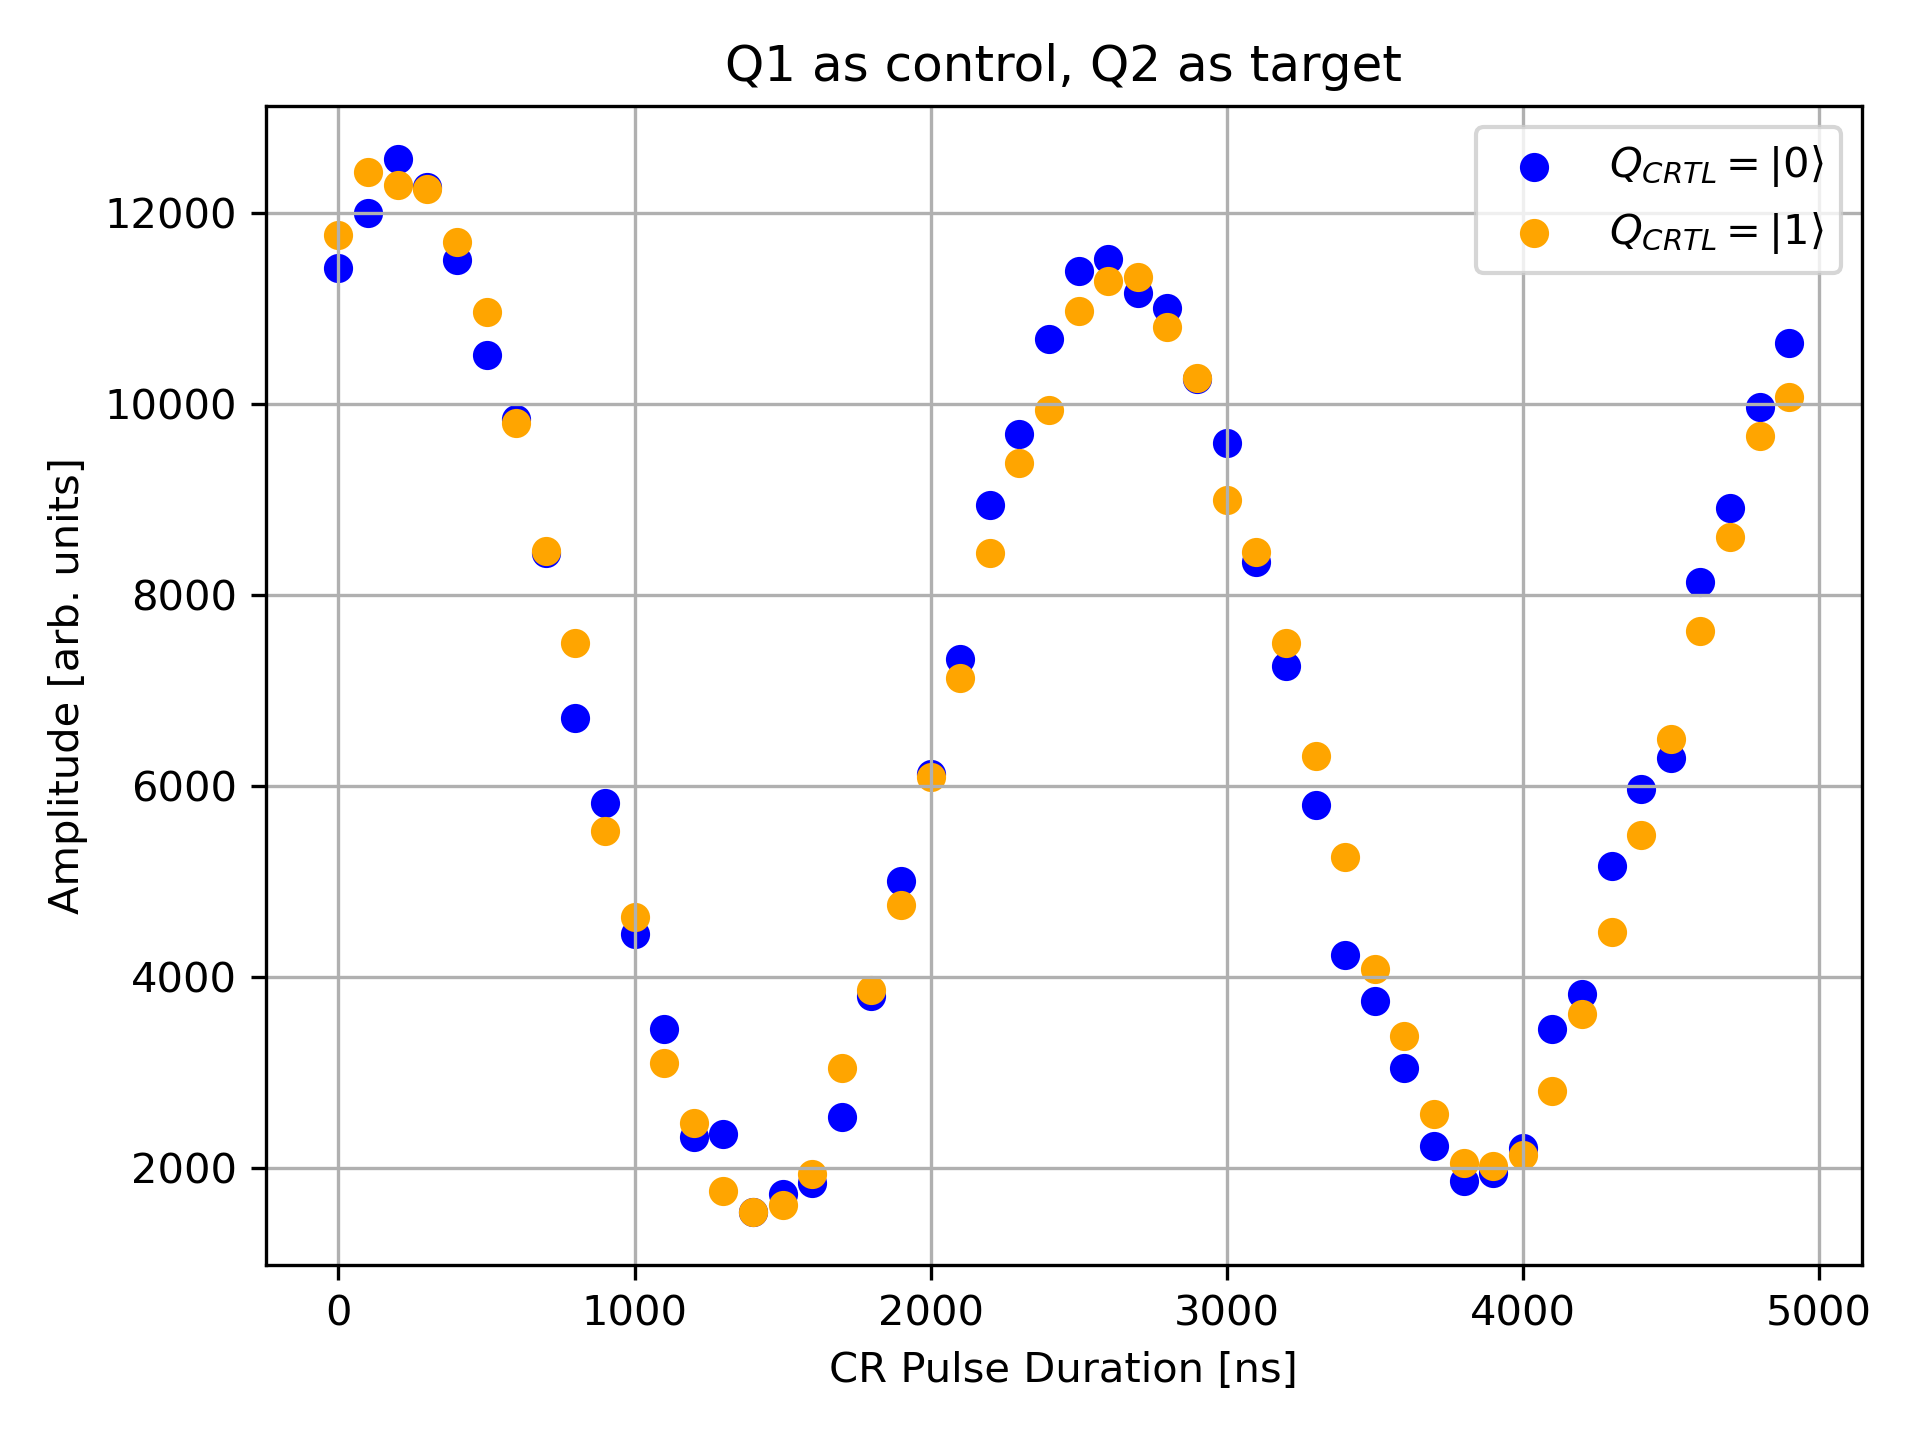 Q1 as control, Q2 as target
Q_CRTL = |0⟩
Q_CRTL = |1⟩
12000
10000
8000
6000
4000
2000
Amplitude [arb. units]
0 1000 2000 3000 4000 5000
CR Pulse Duration [ns]